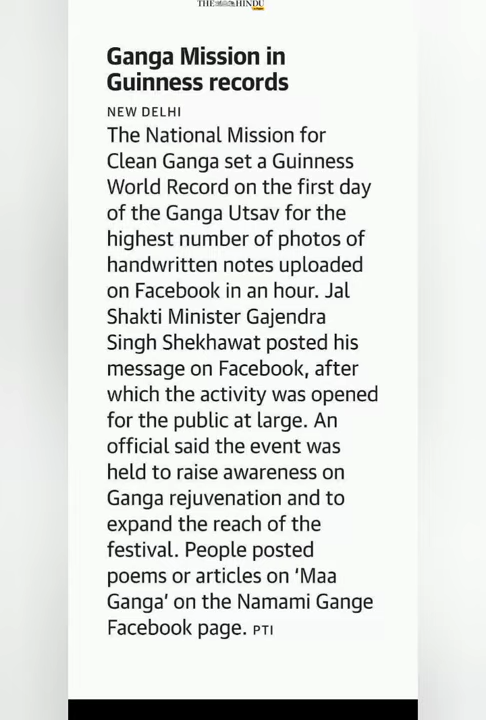 THE HINDU
Ganga Mission in
Guinness records
NEW DELHI
The National Mission for
Clean Ganga set a Guinness
World Record on the first day
of the Ganga Utsav for the
highest number of photos of
handwritten notes uploaded
on Facebook in an hour. Jal
Shakti Minister Gajendra
Singh Shekhawat posted his
message on Facebook, after
which the activity was opened
for the public at large. An
official said the event was
held to raise awareness on
Ganga rejuvenation and to
expand the reach of the
festival. People posted
poems or articles on ‘Maa
Ganga’ on the Namami Gange
Facebook page. PTI